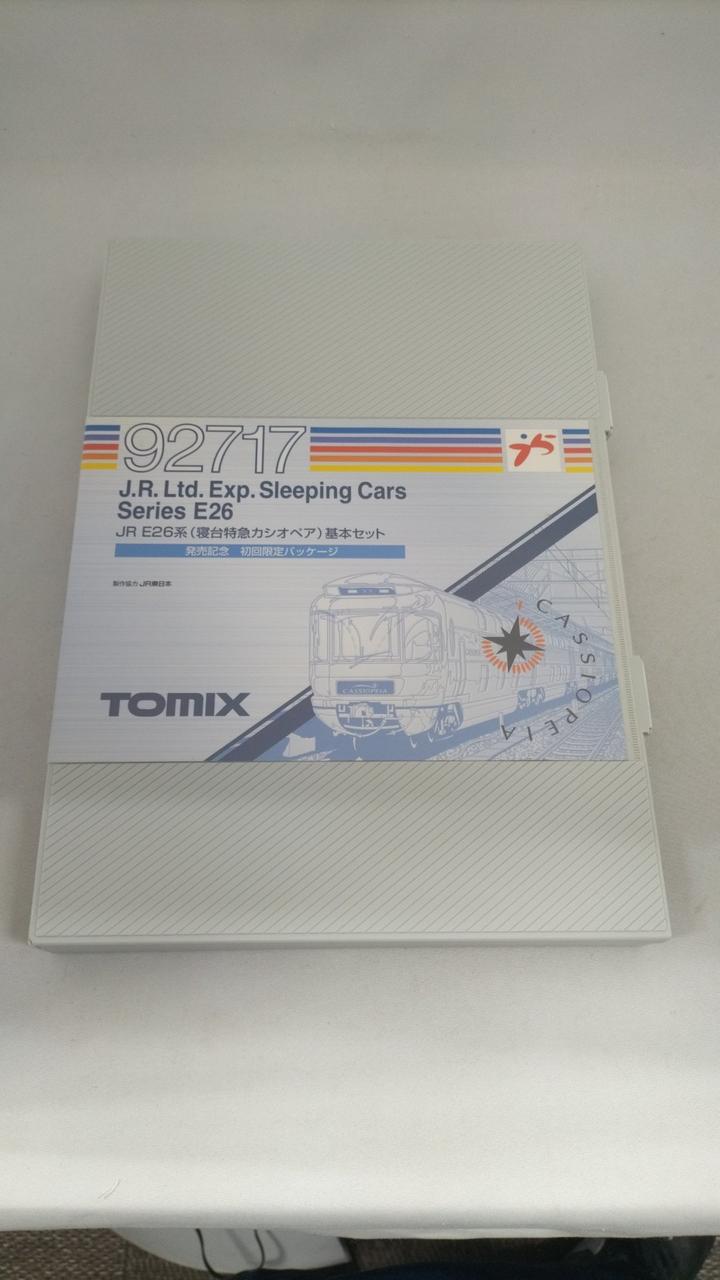 92717
J.R. Ltd. Exp. Sleeping Cars
Series E26
JR E26系(寝台特急カシオペア)基本セット
発売記念 初回限定パッケージ
製作協力 JR東日本
CASSIOPEIA
CASSIOPEIA
TOMIX